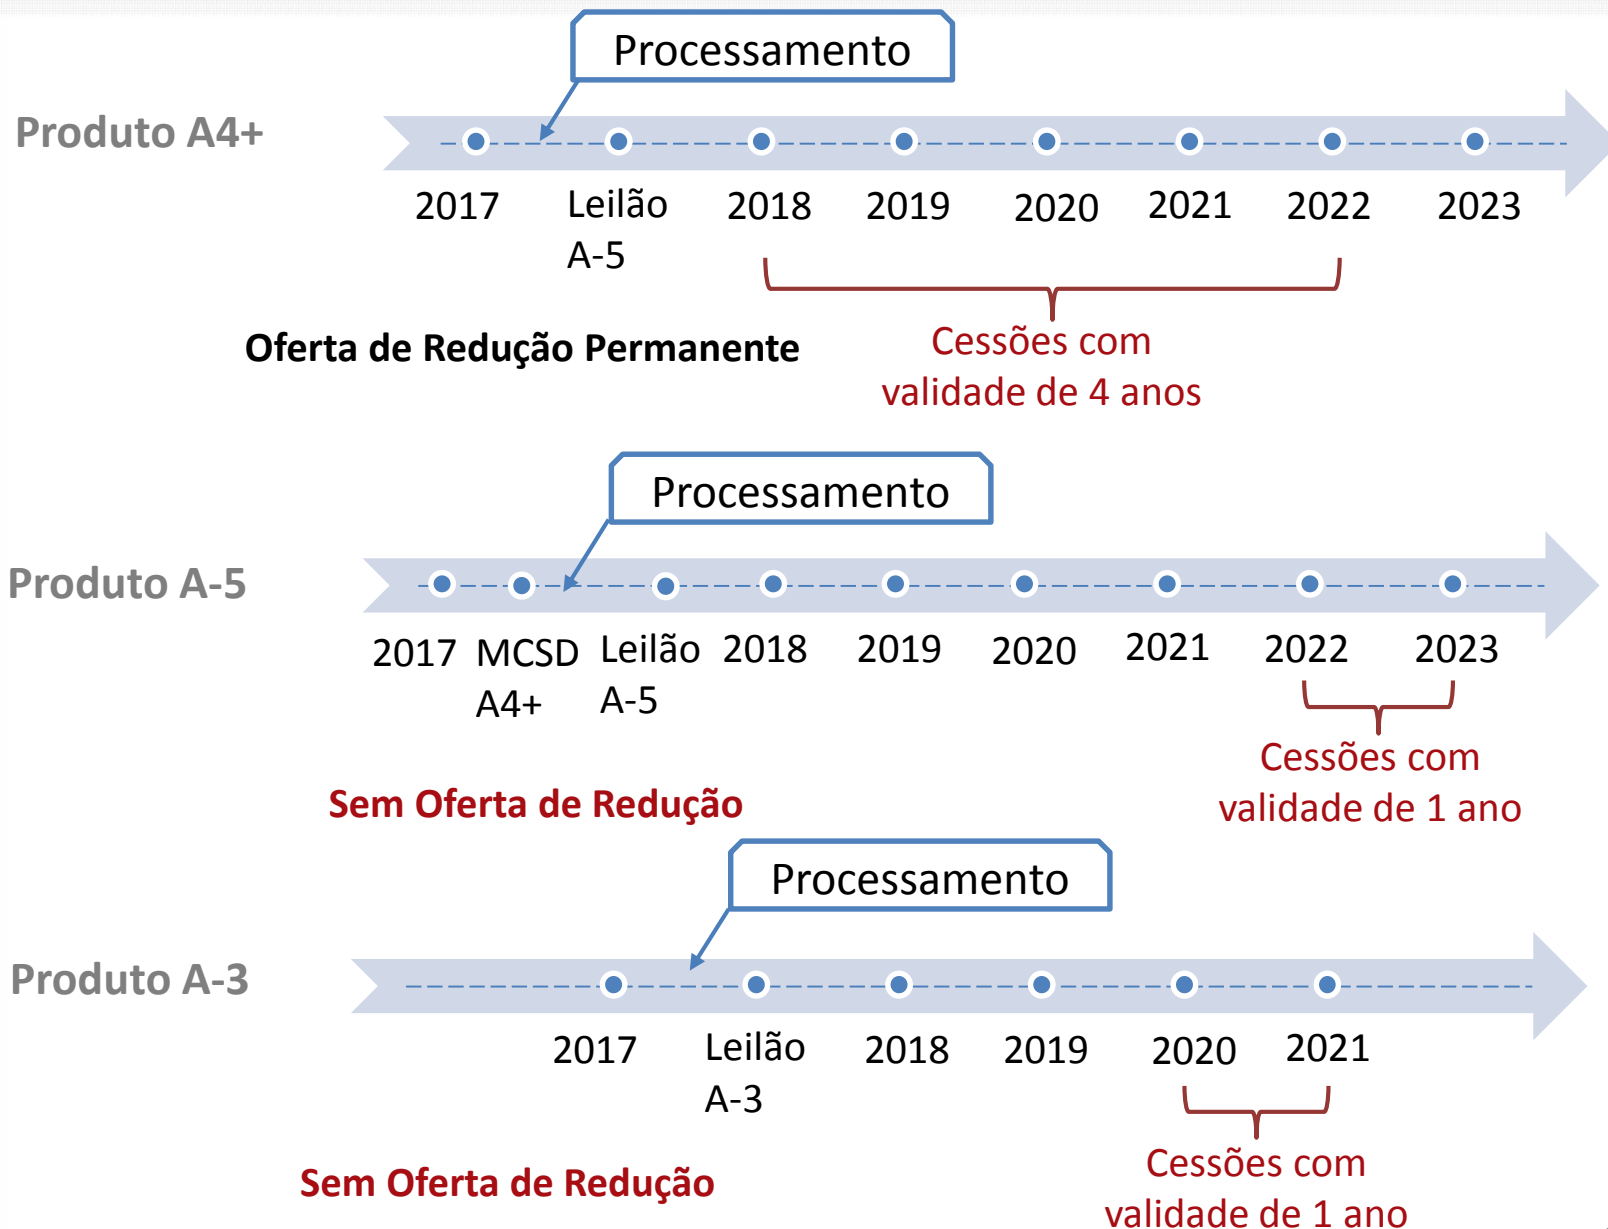 Processamento
Produto A4+
2017 Leilão A-5 2018 2019 2020 2021 2022 2023
Oferta de Redução Permanente
Cessões com
validade de 4 anos
Processamento
Produto A-5
2017 MCSD A4+ Leilão A-5 2018 2019 2020 2021 2022 2023
Cessões com
validade de 1 ano
Sem Oferta de Redução
Processamento
Produto A-3
2017 Leilão A-3 2018 2019 2020 2021
Cessões com
validade de 1 ano
Sem Oferta de Redução